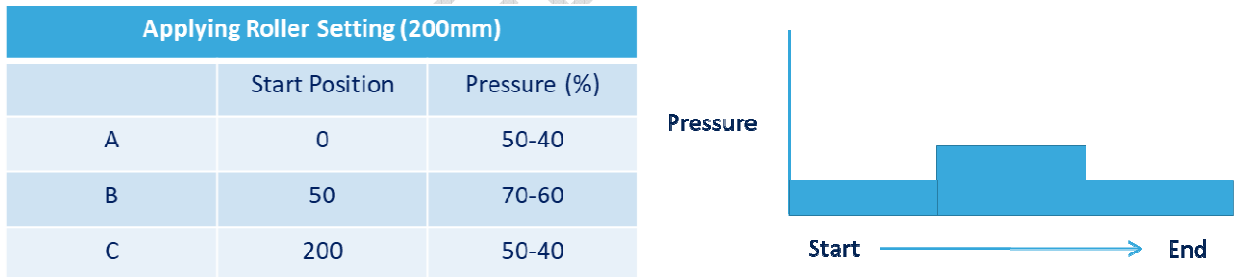 Applying Roller Setting (200mm)
Start Position Pressure (%)
A 0 50-40
B 50 70-60
C 200 50-40
Pressure
Start End